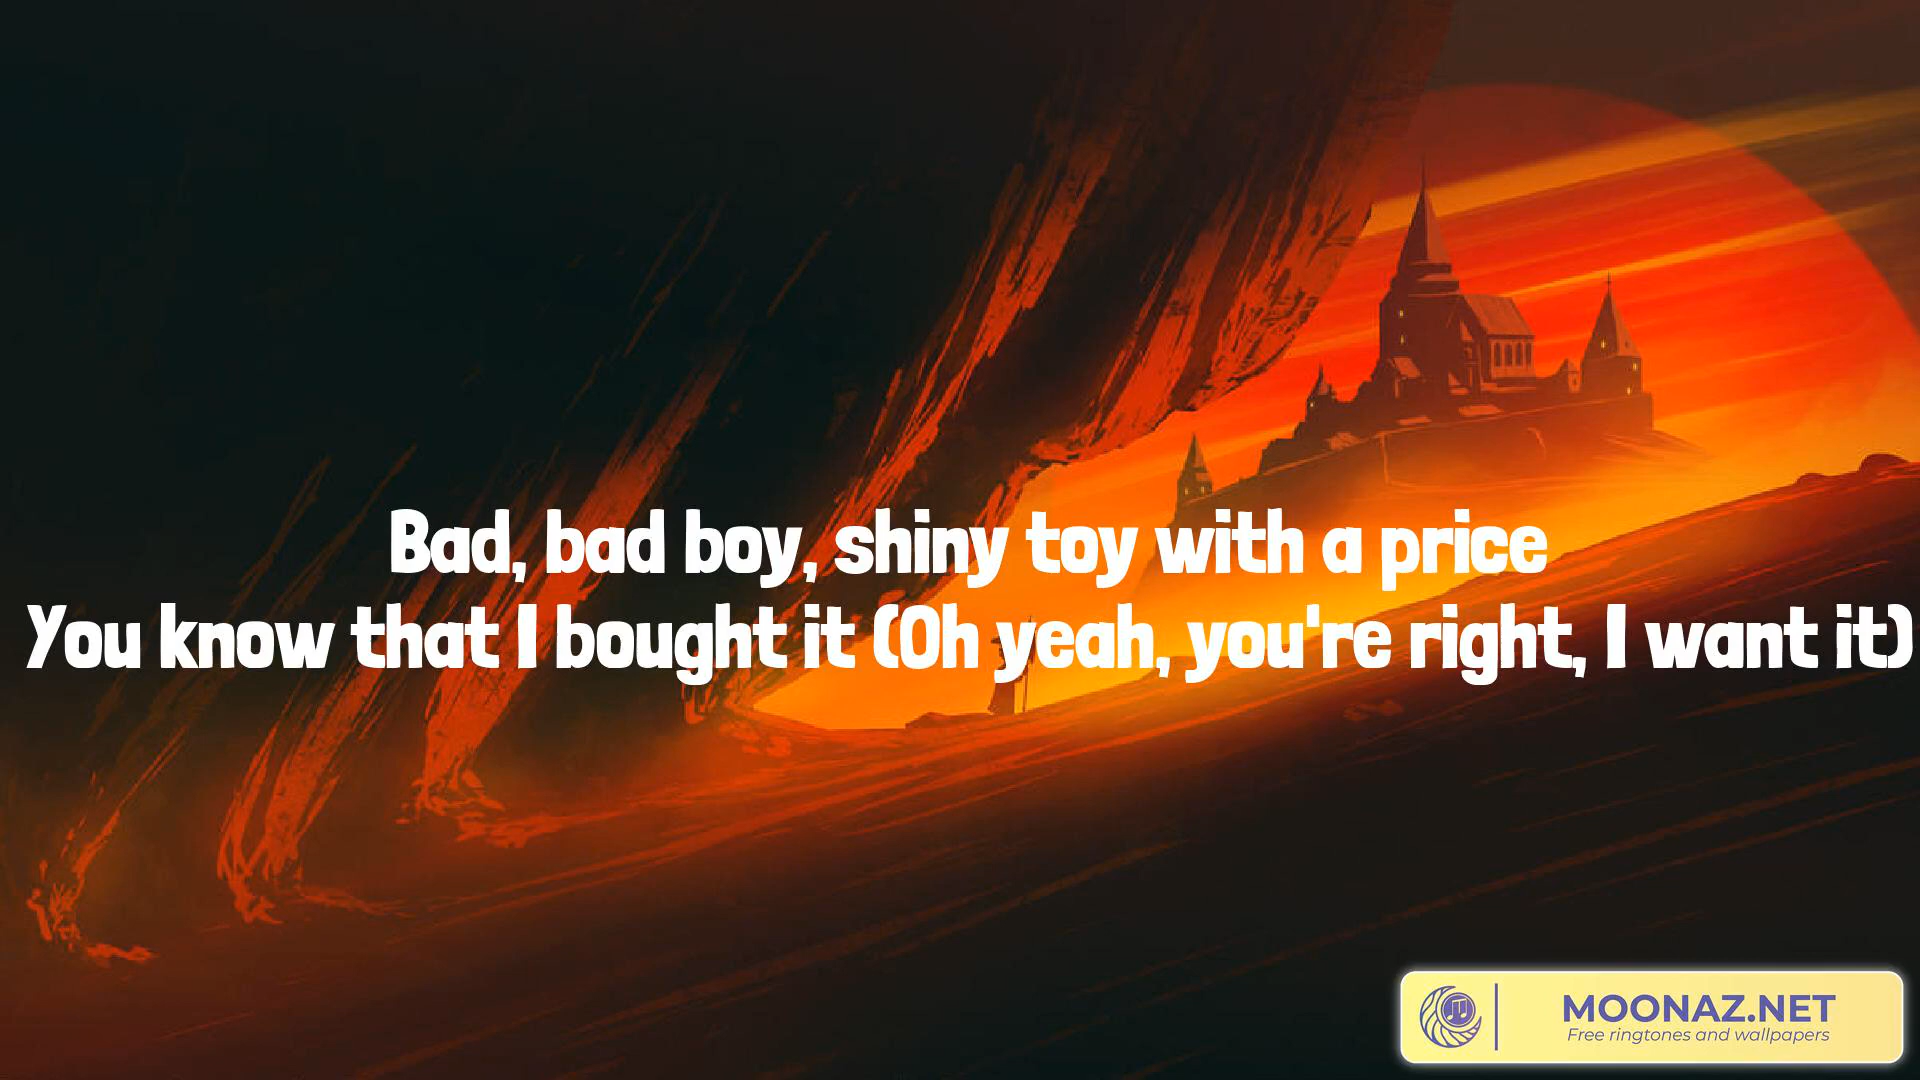 Bad, bad boy, shiny toy with a price
You know that I bought it (Oh yeah, you're right, I want it)
MOONAZ.NET
Free ringtones and wallpapers